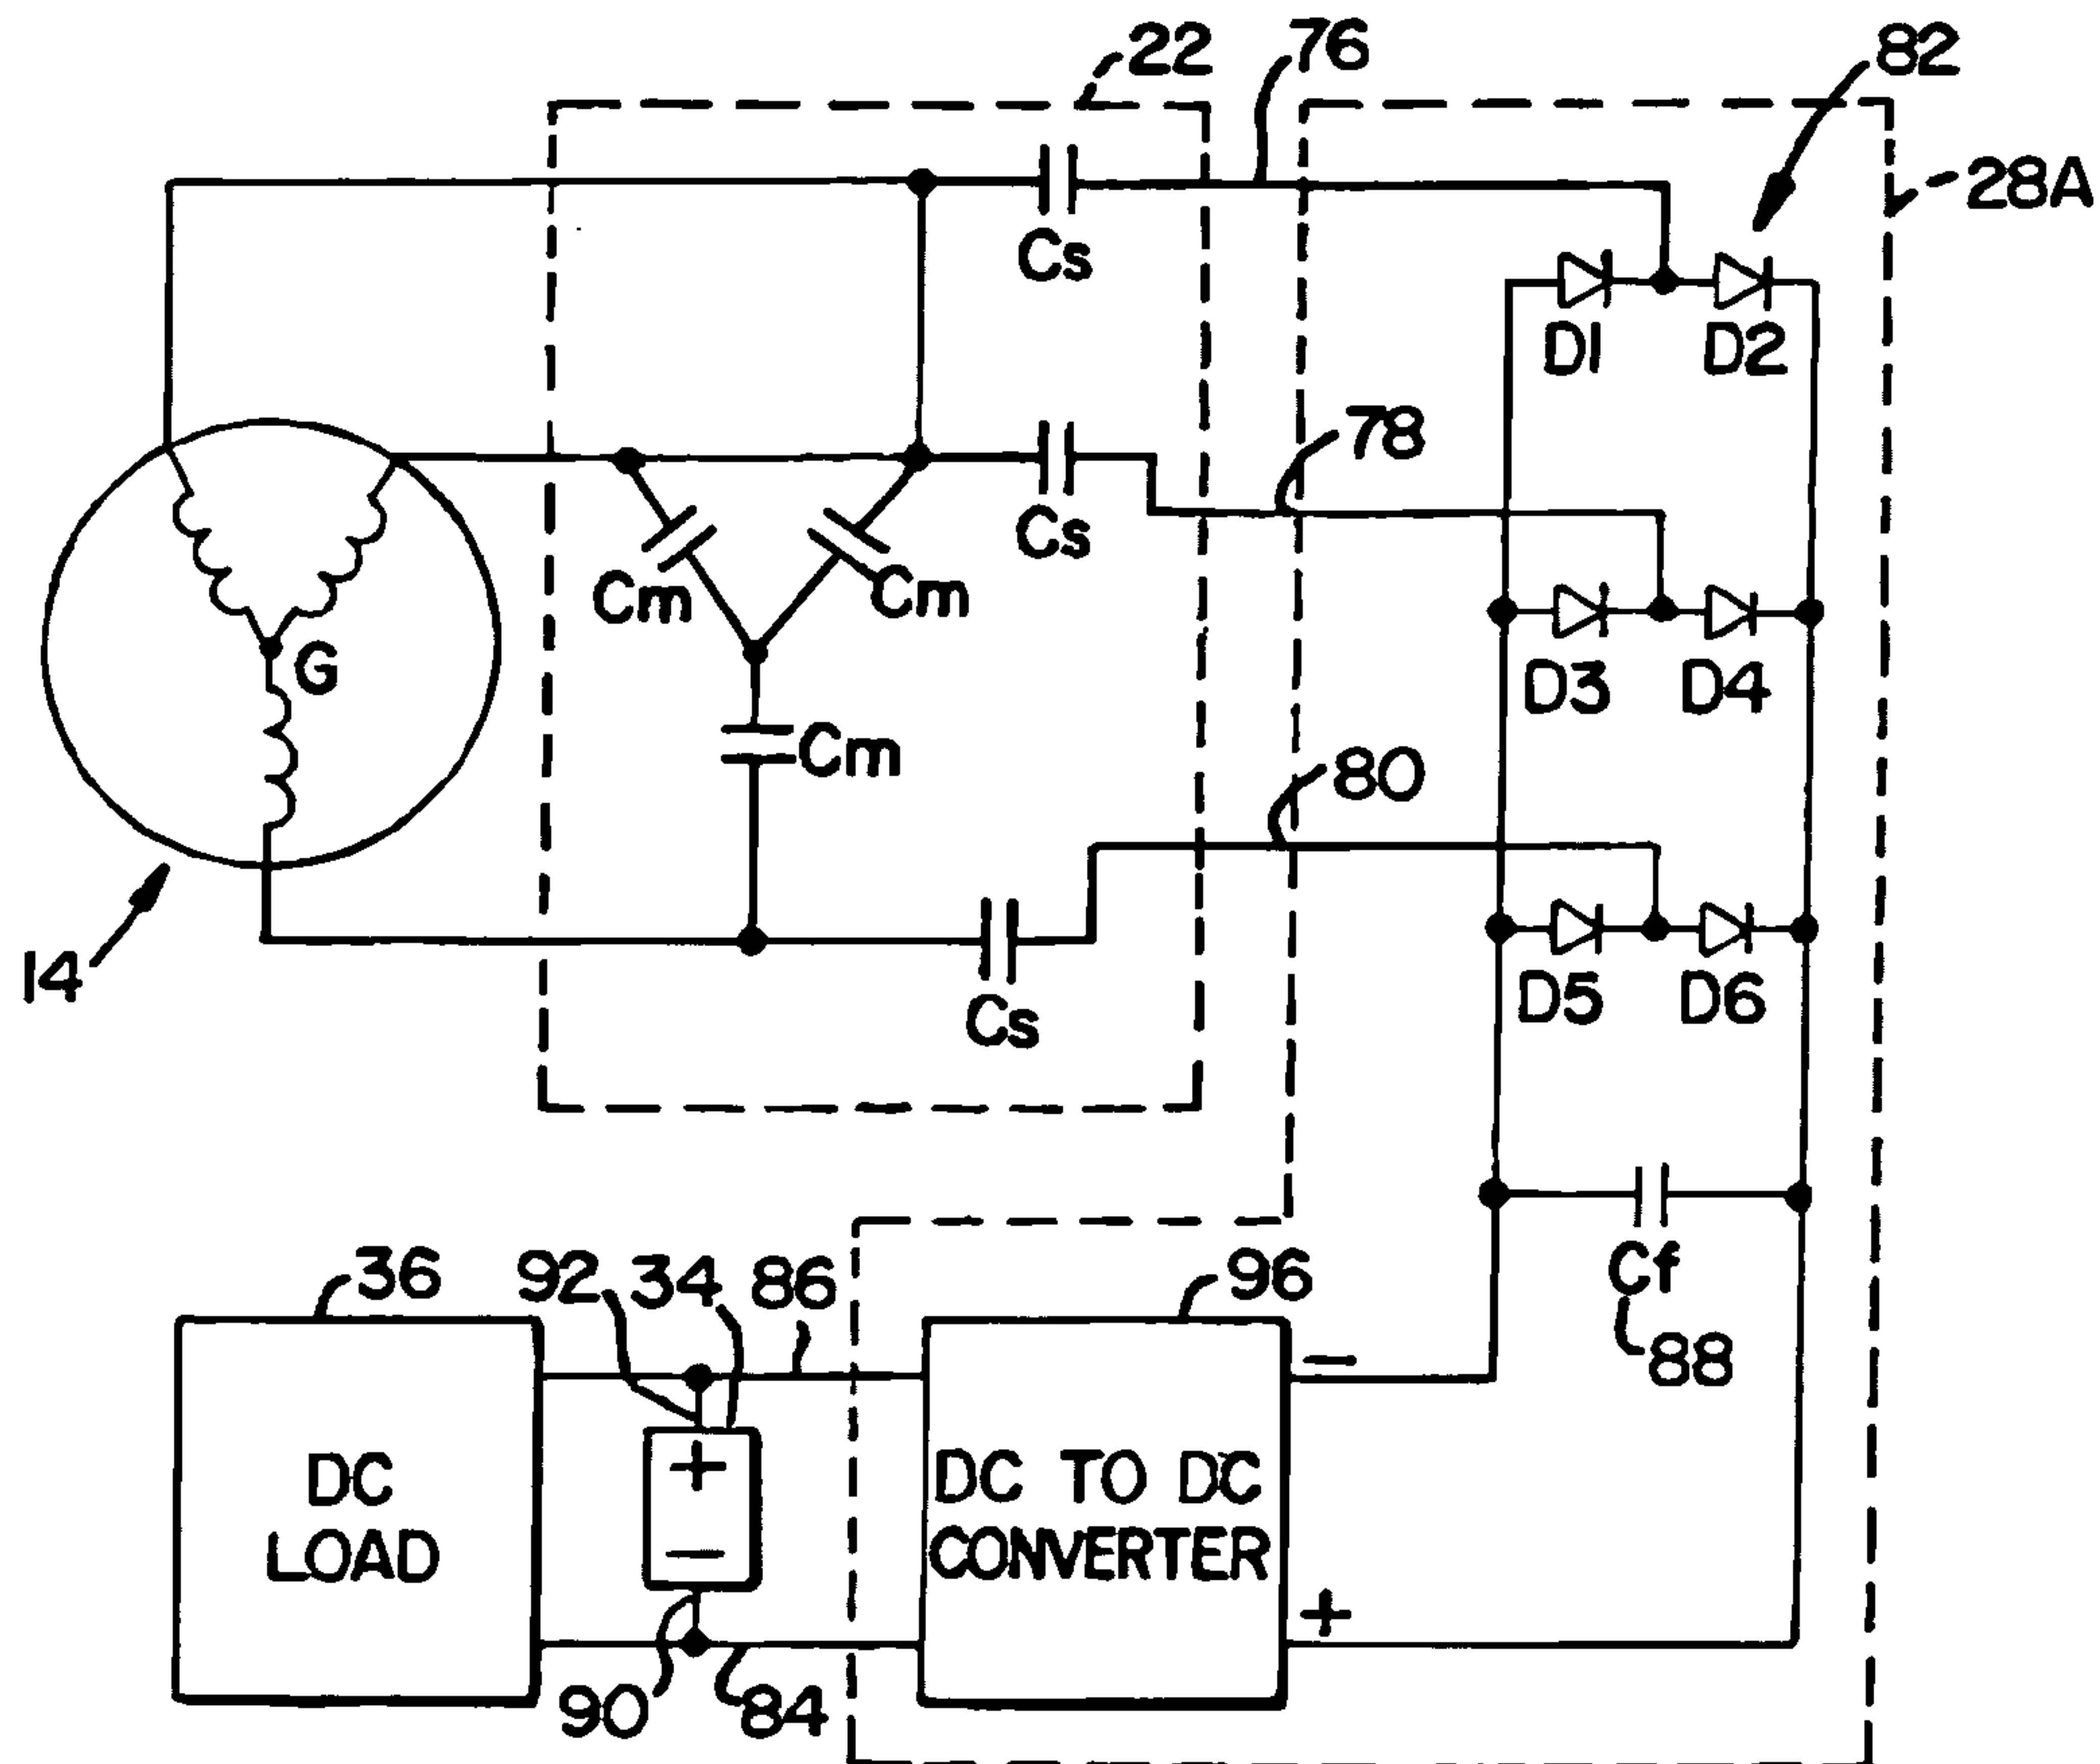 22
76
82
28A
Cs
D1
D2
78
Cs
Cm
Cm
G
D3
D4
Cm
80
14
Cs
D5
D6
36
92
34
86
96
Cf
88
−
+
−
DC
LOAD
DC TO DC
CONVERTER
+
90
84